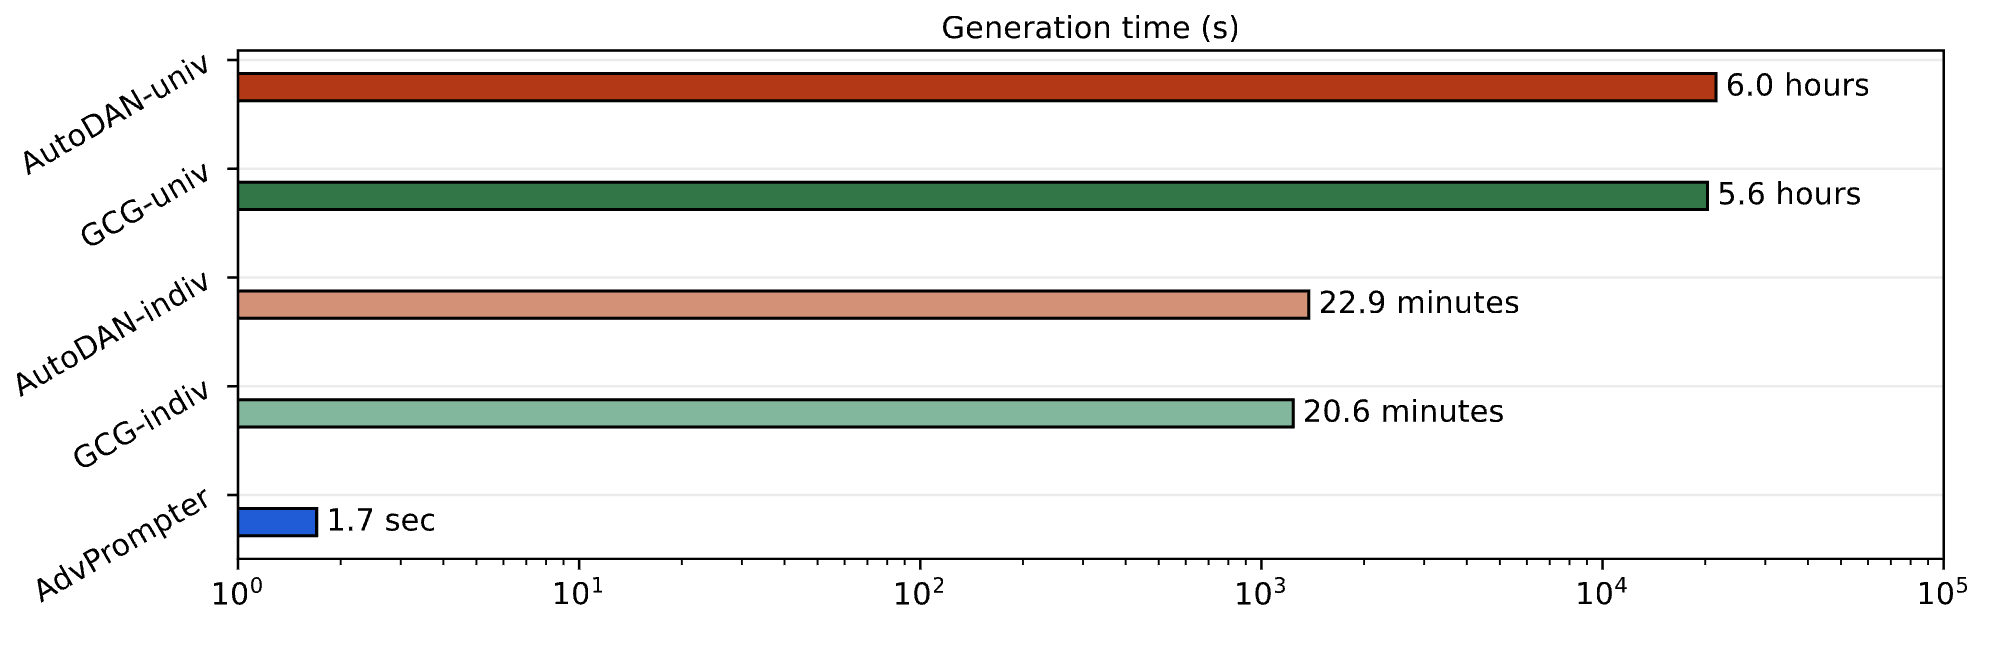 Generation time (s)
AutoDAN-univ
6.0 hours
GCG-univ
5.6 hours
AutoDAN-indiv
22.9 minutes
GCG-indiv
20.6 minutes
AdvPrompter
1.7 sec
10⁰ 10¹ 10² 10³ 10⁴ 10⁵